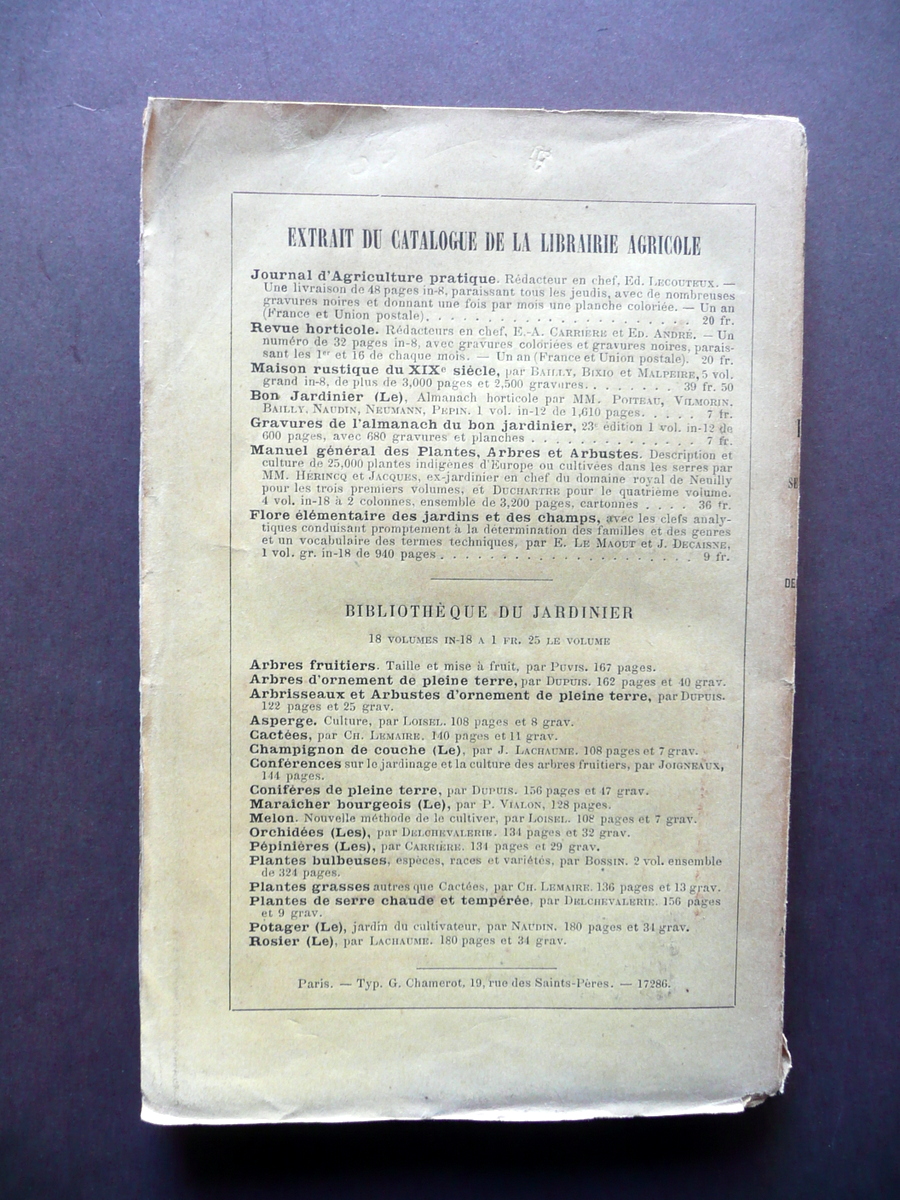 EXTRAIT DU CATALOGUE DE LA LIBRAIRIE AGRICOLE
Journal d'Agriculture pratique. Rédacteur en chef, Ed. Lecouteux. —
Une livraison de 48 pages in-8, paraissant tous les jeudis, avec de nombreuses
gravures noires et donnant une fois par mois une planche coloriée. — Un an
(France et Union postale). . . . . . . . . . . . . . . . . . . . 20 fr.
Revue horticole. Rédacteurs en chef, E.-A. Carrière et Ed. André. — Un
numéro de 32 pages in-8, avec gravures coloriées et gravures noires, parais-
sant les 1er et 16 de chaque mois. — Un an (France et Union postale). 20 fr.
Maison rustique du XIXe siècle, par Bailly, Bixio et Malpeire, 5 vol.
grand in-8, de plus de 3,000 pages et 2,500 gravures. . . . . . . . 39 fr. 50
Bon Jardinier (Le), Almanach horticole par MM. Poiteau, Vilmorin,
Bailly, Naudin, Neumann, Pepin. 1 vol. in-12 de 1,610 pages. . . . . 7 fr.
Gravures de l'almanach du bon jardinier, 23e édition 1 vol. in-12 de
600 pages, avec 680 gravures et planches . . . . . . . . . . . . . 7 fr.
Manuel général des Plantes, Arbres et Arbustes. Description et
culture de 25,000 plantes indigènes d'Europe ou cultivées dans les serres par
MM. Hérincq et Jacques, ex-jardinier en chef du domaine royal de Neuilly
pour les trois premiers volumes, et Duchartre pour le quatrième volume.
4 vol. in-18 à 2 colonnes, ensemble de 3,200 pages, cartonnés . . . . 36 fr.
Flore élémentaire des jardins et des champs, avec les clefs analy-
tiques conduisant promptement à la détermination des familles et des genres
et un vocabulaire des termes techniques, par E. Le Maout et J. Decaisne,
1 vol. gr. in-18 de 940 pages . . . . . . . . . . . . . . . . . . . . 9 fr.
BIBLIOTHÈQUE DU JARDINIER
18 VOLUMES IN-18 A 1 FR. 25 LE VOLUME
Arbres fruitiers. Taille et mise à fruit, par Puvis. 167 pages.
Arbres d'ornement de pleine terre, par Dupuis. 162 pages et 40 grav.
Arbrisseaux et Arbustes d'ornement de pleine terre, par Dupuis.
122 pages et 25 grav.
Asperge. Culture, par Loisel. 108 pages et 8 grav.
Cactées, par Ch. Lemaire. 140 pages et 11 grav.
Champignon de couche (Le), par J. Lachaume. 108 pages et 7 grav.
Conférences sur le jardinage et la culture des arbres fruitiers, par Joigneaux,
144 pages.
Conifères de pleine terre, par Dupuis. 156 pages et 47 grav.
Maraîcher bourgeois (Le), par P. Vialon, 128 pages.
Melon. Nouvelle méthode de le cultiver, par Loisel. 108 pages et 7 grav.
Orchidées (Les), par Delchevalerie. 134 pages et 32 grav.
Pépinières (Les), par Carrière. 134 pages et 29 grav.
Plantes bulbeuses, espèces, races et variétés, par Bossin. 2 vol. ensemble
de 324 pages.
Plantes grasses autres que Cactées, par Ch. Lemaire. 136 pages et 13 grav.
Plantes de serre chaude et tempérée, par Delchevalerie. 156 pages
et 9 grav.
Potager (Le), jardin du cultivateur, par Naudin. 180 pages et 34 grav.
Rosier (Le), par Lachaume. 180 pages et 34 grav.
Paris. — Typ. G. Chamerot, 19, rue des Saints-Pères. — 17286.